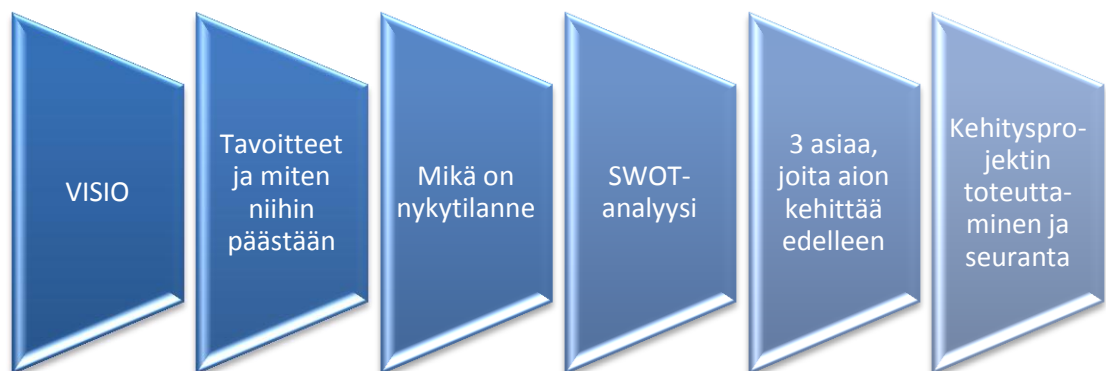 VISIO
Tavoitteet
ja miten
niihin
päästään
Mikä on
nykytilanne
SWOT-
analyysi
3 asiaa,
joita aion
kehittää
edelleen
Kehityspro-
jektin
toteutta-
minen ja
seuranta